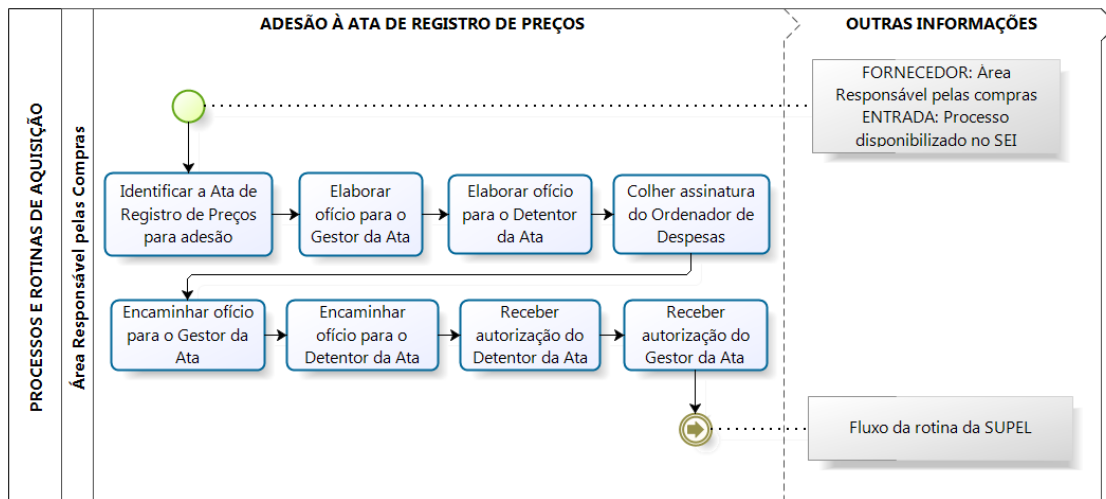 ADESÃO À ATA DE REGISTRO DE PREÇOS
OUTRAS INFORMAÇÕES
PROCESSOS E ROTINAS DE AQUISIÇÃO
Área Responsável pelas Compras
FORNECEDOR: Área
Responsável pelas compras
ENTRADA: Processo
disponibilizado no SEI
Identificar a Ata de
Registro de Preços
para adesão
Elaborar
ofício para o
Gestor da Ata
Elaborar ofício
para o Detentor
da Ata
Colher assinatura
do Ordenador de
Despesas
Encaminhar ofício
para o Gestor da
Ata
Encaminhar
ofício para o
Detentor da Ata
Receber
autorização do
Detentor da Ata
Receber
autorização do
Gestor da Ata
Fluxo da rotina da SUPEL